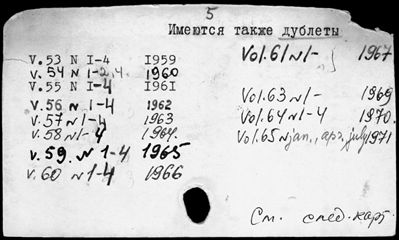 5
Имеются также дублеты
V.53 N I-4 I959
V.54 N 1-2,4. 1960
V.55 N I-4 I96I
V.56 N 1-4 1962
V.57 N 1-4 1963
V.58 N 1-4 1964.
V.59. N 1-4 1965
V.60 N 1-4 1966
Vol.61 N 1- } 1967
Vol.63 N 1- 1969
Vol.64 N 1-4 1970.
Vol.65 N jan., apr., july 1971
См. след. карт.